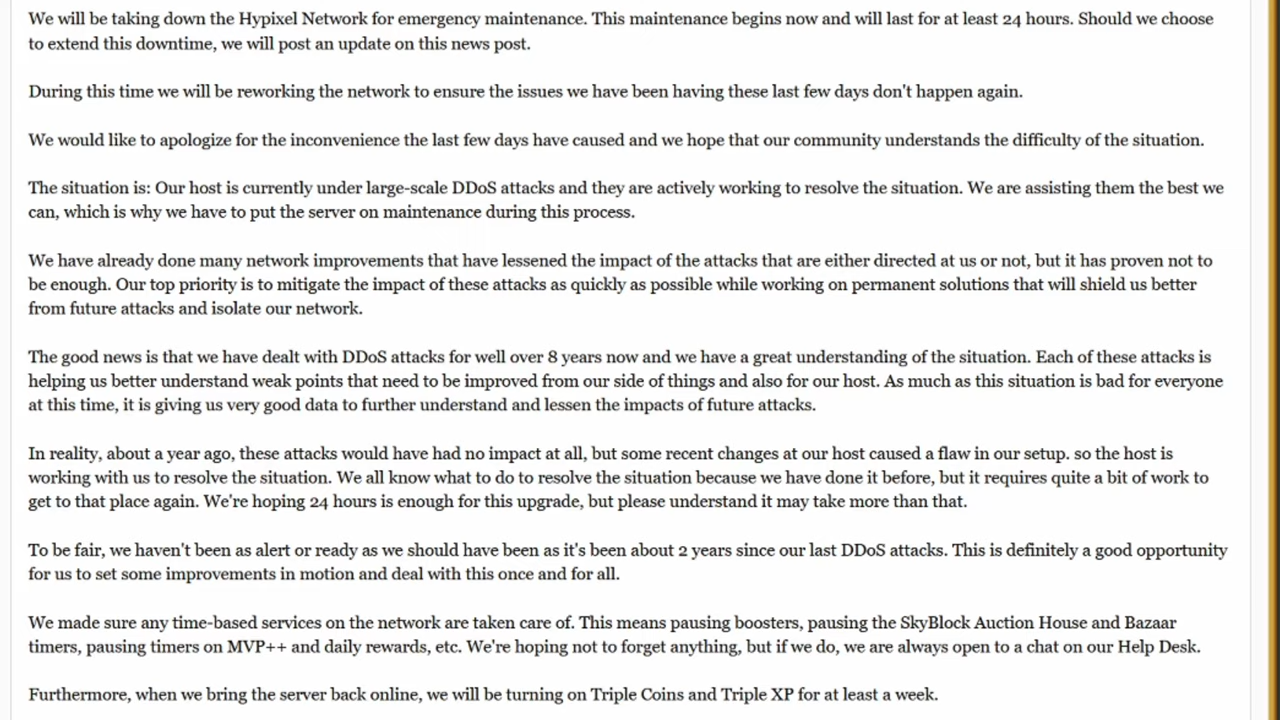 We will be taking down the Hypixel Network for emergency maintenance. This maintenance begins now and will last for at least 24 hours. Should we choose
to extend this downtime, we will post an update on this news post.
During this time we will be reworking the network to ensure the issues we have been having these last few days don't happen again.
We would like to apologize for the inconvenience the last few days have caused and we hope that our community understands the difficulty of the situation.
The situation is: Our host is currently under large-scale DDoS attacks and they are actively working to resolve the situation. We are assisting them the best we
can, which is why we have to put the server on maintenance during this process.
We have already done many network improvements that have lessened the impact of the attacks that are either directed at us or not, but it has proven not to
be enough. Our top priority is to mitigate the impact of these attacks as quickly as possible while working on permanent solutions that will shield us better
from future attacks and isolate our network.
The good news is that we have dealt with DDoS attacks for well over 8 years now and we have a great understanding of the situation. Each of these attacks is
helping us better understand weak points that need to be improved from our side of things and also for our host. As much as this situation is bad for everyone
at this time, it is giving us very good data to further understand and lessen the impacts of future attacks.
In reality, about a year ago, these attacks would have had no impact at all, but some recent changes at our host caused a flaw in our setup. so the host is
working with us to resolve the situation. We all know what to do to resolve the situation because we have done it before, but it requires quite a bit of work to
get to that place again. We're hoping 24 hours is enough for this upgrade, but please understand it may take more than that.
To be fair, we haven't been as alert or ready as we should have been as it's been about 2 years since our last DDoS attacks. This is definitely a good opportunity
for us to set some improvements in motion and deal with this once and for all.
We made sure any time-based services on the network are taken care of. This means pausing boosters, pausing the SkyBlock Auction House and Bazaar
timers, pausing timers on MVP++ and daily rewards, etc. We're hoping not to forget anything, but if we do, we are always open to a chat on our Help Desk.
Furthermore, when we bring the server back online, we will be turning on Triple Coins and Triple XP for at least a week.